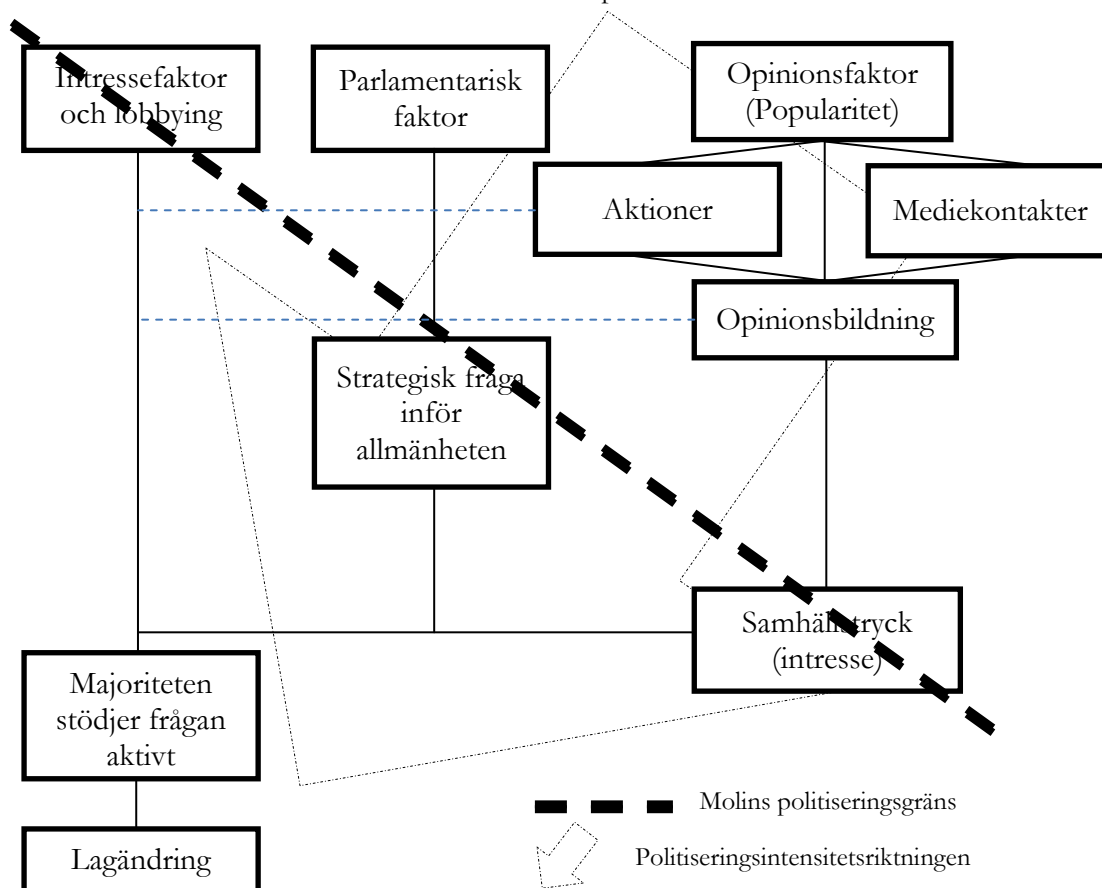 Intressefaktor
och lobbying
Parlamentarisk
faktor
Opinionsfaktor
(Popularitet)
Aktioner
Mediekontakter
Opinionsbildning
Strategisk fråga
inför
allmänheten
Samhällstryck
(intresse)
Majoriteten
stödjer frågan
aktivt
Lagändring
Molins politiseringsgräns
Politiseringsintensitetsriktningen